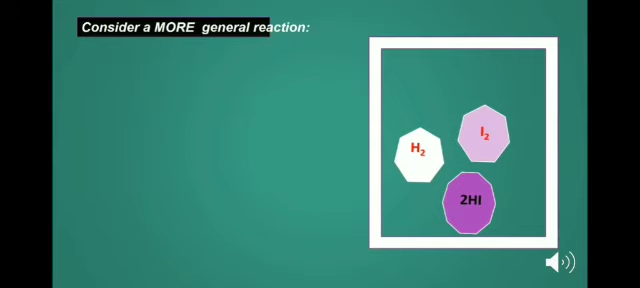 Consider a MORE general reaction:
I₂
H₂
2HI